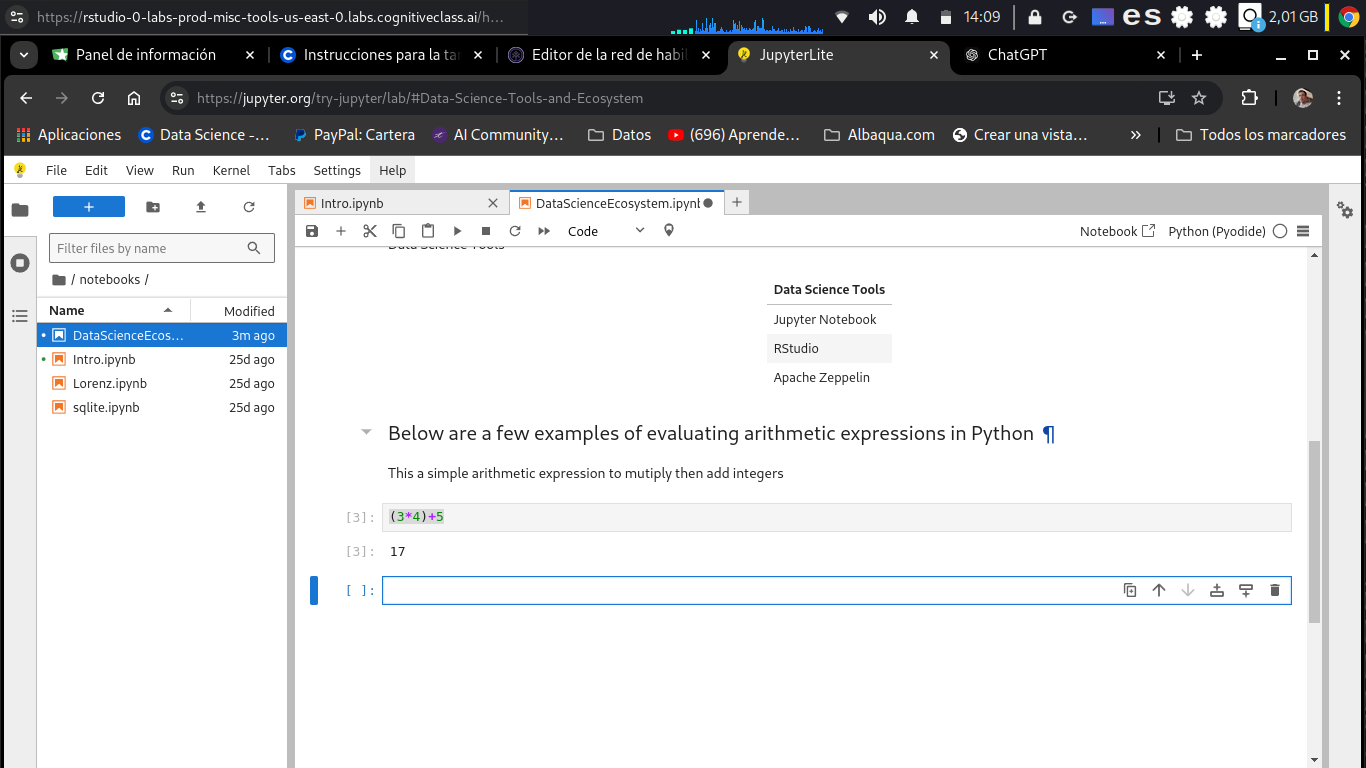 https://rstudio-0-labs-prod-misc-tools-us-east-0.labs.cognitiveclass.ai/h...
14:09
es
2,01 GB
Panel de información
Instrucciones para la tar
Editor de la red de habil
JupyterLite
ChatGPT
https://jupyter.org/try-jupyter/lab/#Data-Science-Tools-and-Ecosystem
Aplicaciones
Data Science -...
PayPal: Cartera
AI Community...
Datos
(696) Aprende...
Albaqua.com
Crear una vista...
»
Todos los marcadores
File
Edit
View
Run
Kernel
Tabs
Settings
Help
Intro.ipynb
DataScienceEcosystem.ipynb
Filter files by name
Code
Notebook
Python (Pyodide)
/ notebooks /
Name
Modified
DataScienceEcos...
3m ago
Intro.ipynb
25d ago
Lorenz.ipynb
25d ago
sqlite.ipynb
25d ago
Data Science Tools
Data Science Tools
Jupyter Notebook
RStudio
Apache Zeppelin
Below are a few examples of evaluating arithmetic expressions in Python ¶
This a simple arithmetic expression to mutiply then add integers
[3]: (3*4)+5
[3]: 17
[ ]: